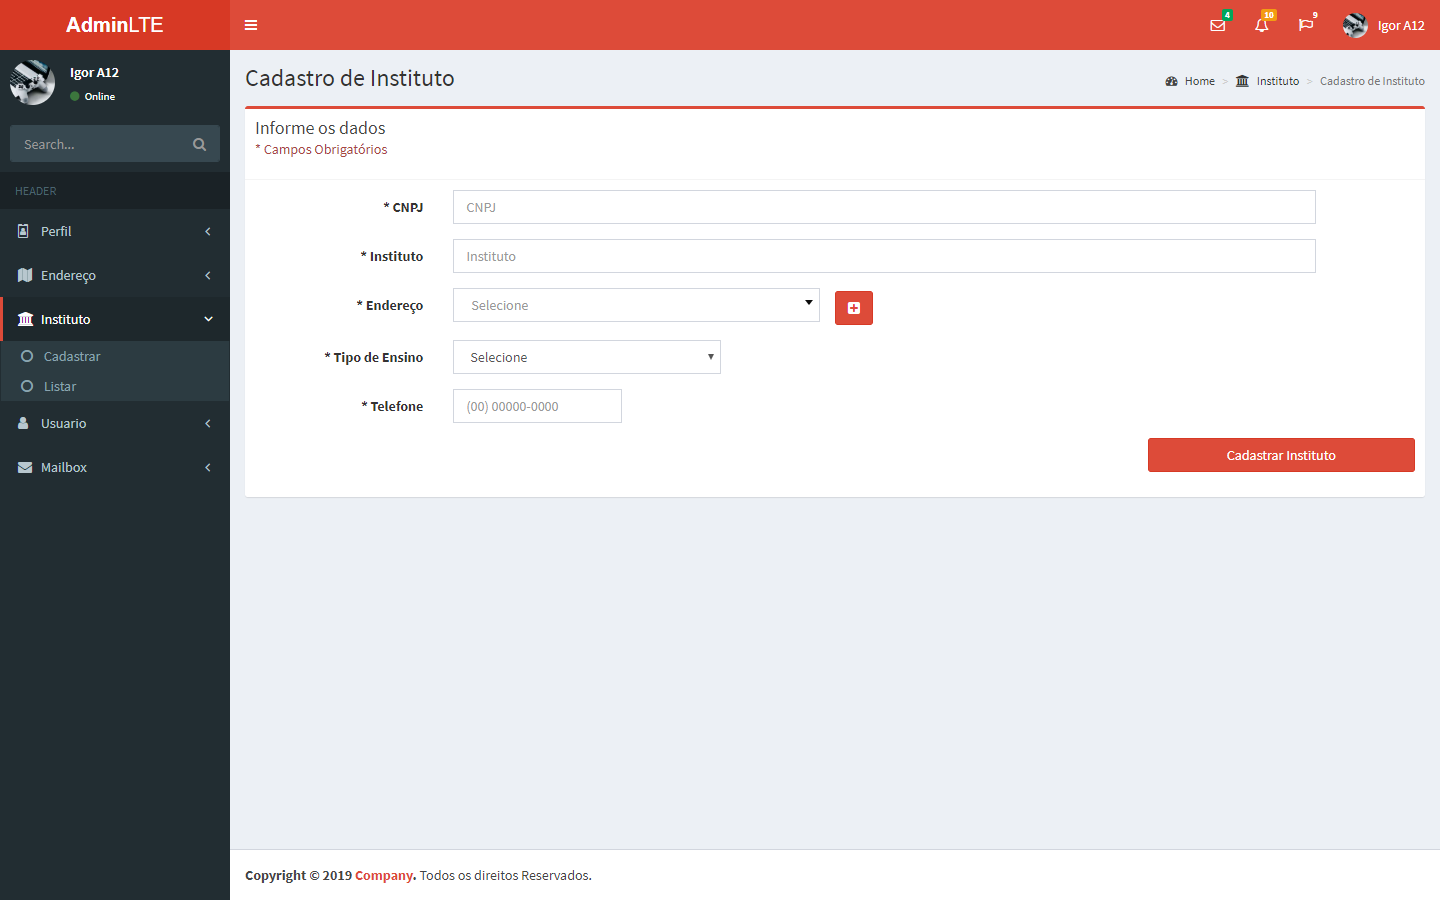 AdminLTE
4
10
9
Igor A12
Igor A12
Online
Search...
HEADER
Perfil
Endereço
Instituto
Cadastrar
Listar
Usuario
Mailbox
Cadastro de Instituto
Home > Instituto > Cadastro de Instituto
Informe os dados
* Campos Obrigatórios
* CNPJ CNPJ
* Instituto Instituto
* Endereço Selecione
* Tipo de Ensino Selecione
* Telefone (00) 00000-0000
Cadastrar Instituto
Copyright © 2019 Company. Todos os direitos Reservados.